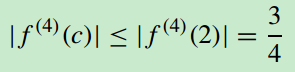 |f⁽⁴⁾(c)| ≤ |f⁽⁴⁾(2)| = 3/4